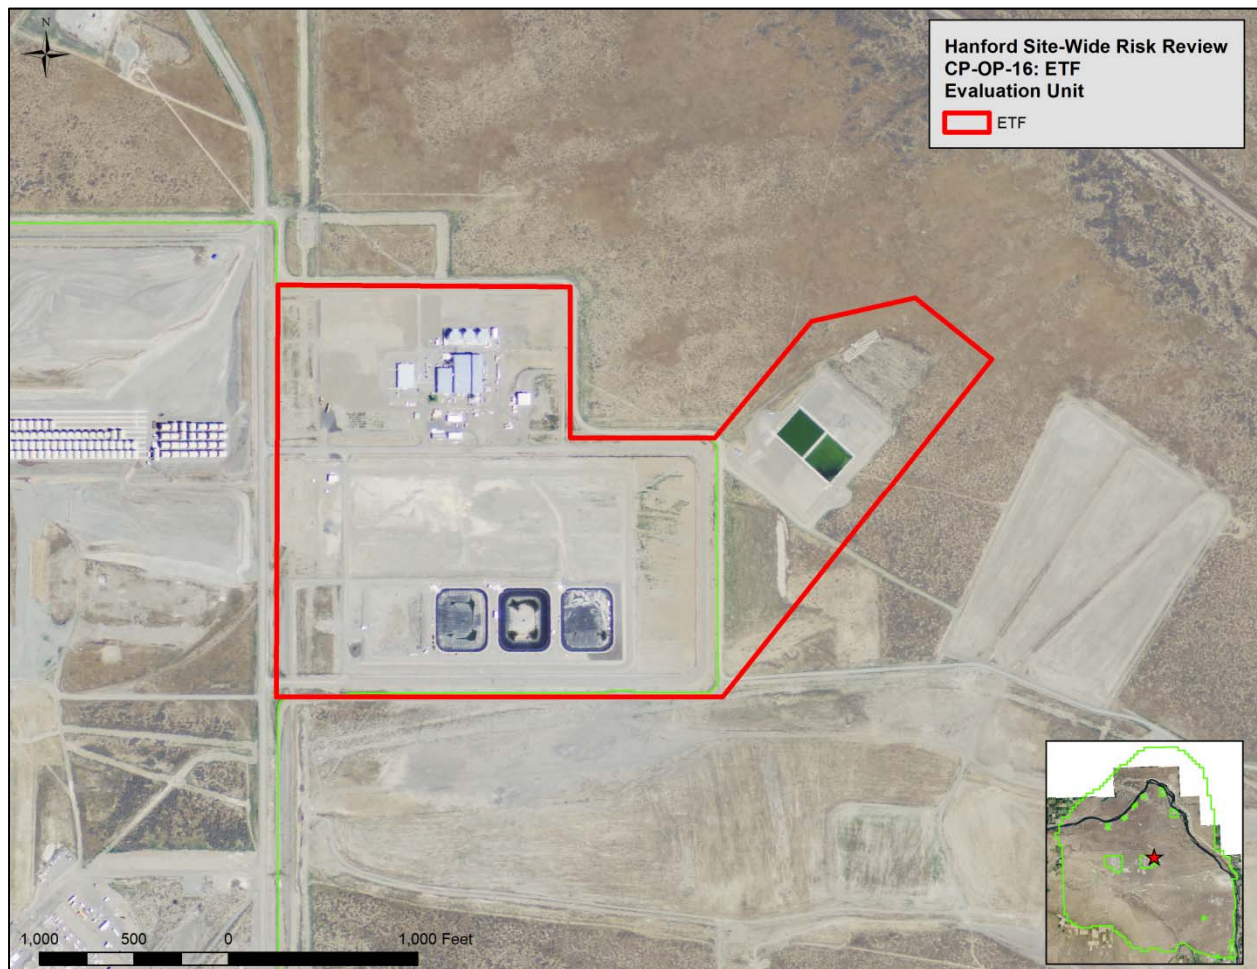 N
Hanford Site-Wide Risk Review
CP-OP-16: ETF
Evaluation Unit
ETF
1,000 500 0 1,000 Feet